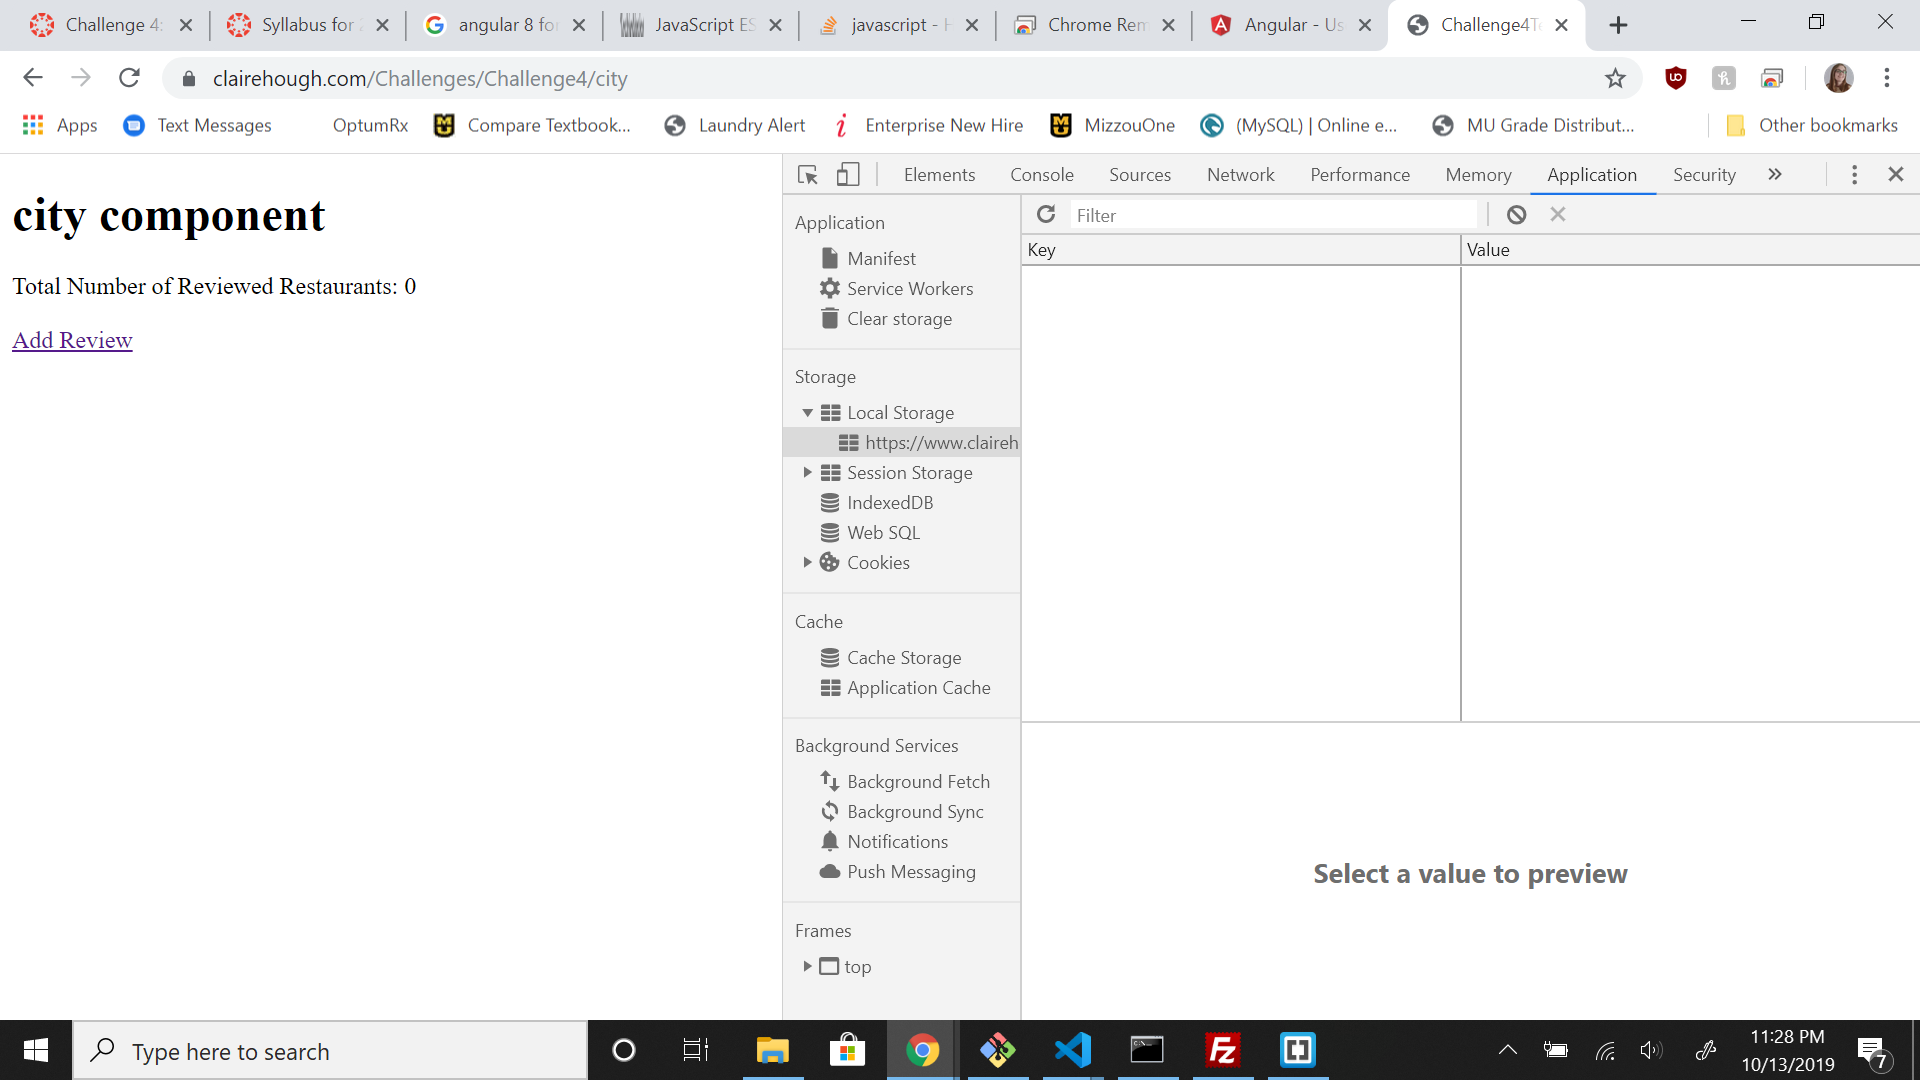 Challenge 4:
Syllabus for 2
angular 8 for
JavaScript ES
javascript - H
Chrome Rem
Angular - Us
Challenge4To
clairehough.com/Challenges/Challenge4/city
Apps
Text Messages
OptumRx
Compare Textbook...
Laundry Alert
Enterprise New Hire
MizzouOne
(MySQL) | Online e...
MU Grade Distribut...
Other bookmarks
city component
Total Number of Reviewed Restaurants: 0
Add Review
Elements Console Sources Network Performance Memory Application Security
Application
Manifest
Service Workers
Clear storage
Storage
Local Storage
https://www.claireh
Session Storage
IndexedDB
Web SQL
Cookies
Cache
Cache Storage
Application Cache
Background Services
Background Fetch
Background Sync
Notifications
Push Messaging
Frames
top
Filter
Key Value
Select a value to preview
Type here to search
11:28 PM
10/13/2019
7